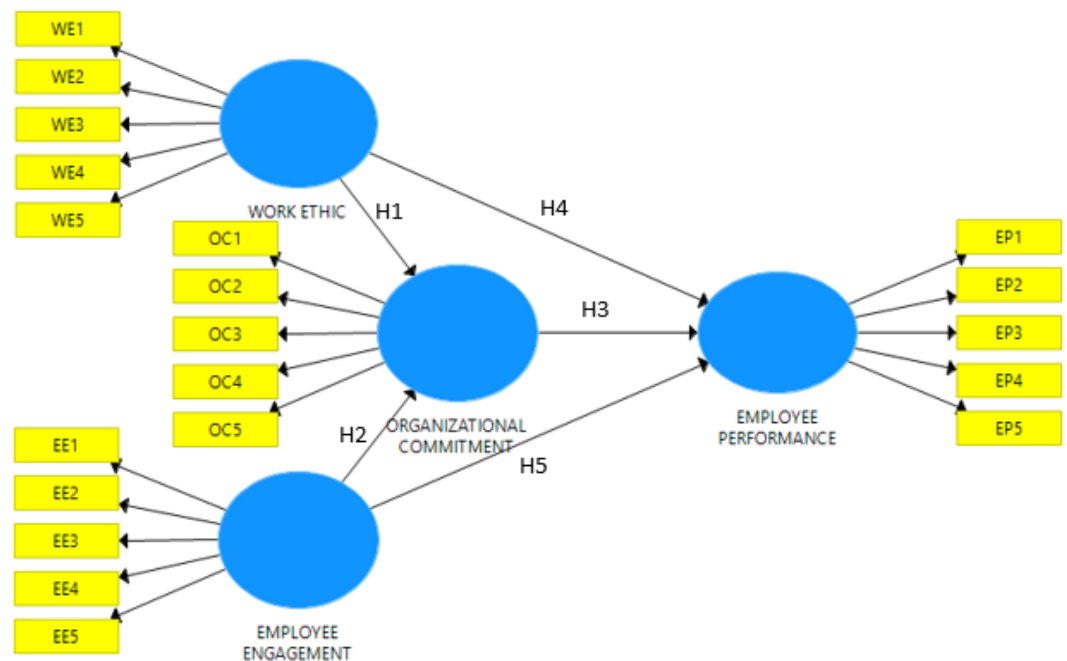 WE1
WE2
WE3
WE4
WE5
WORK ETHIC
H1
H4
OC1
OC2
OC3
OC4
OC5
H3
EP1
EP2
EP3
EP4
EP5
ORGANIZATIONAL
COMMITMENT
EMPLOYEE
PERFORMANCE
H2
H5
EE1
EE2
EE3
EE4
EE5
EMPLOYEE
ENGAGEMENT